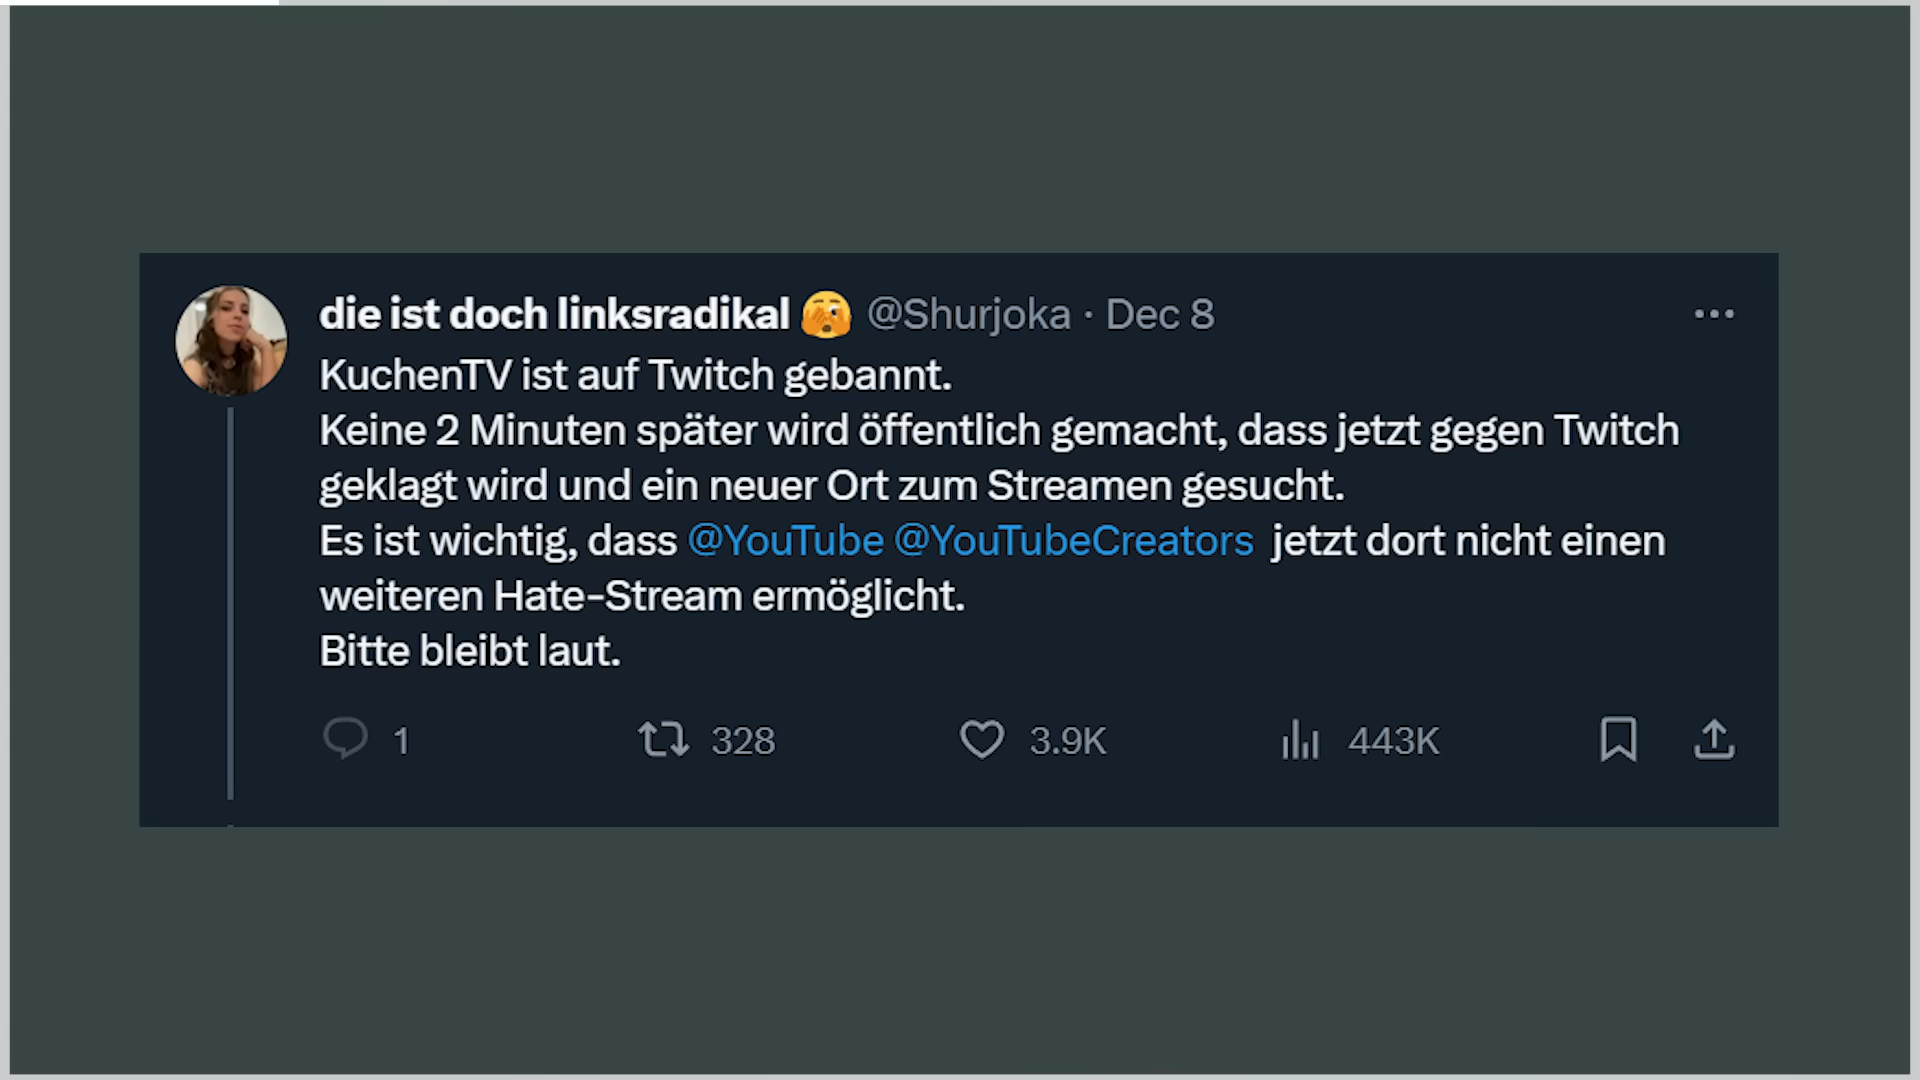 die ist doch linksradikal 🫣 @Shurjoka · Dec 8
KuchenTV ist auf Twitch gebannt.
Keine 2 Minuten später wird öffentlich gemacht, dass jetzt gegen Twitch
geklagt wird und ein neuer Ort zum Streamen gesucht.
Es ist wichtig, dass @YouTube @YouTubeCreators jetzt dort nicht einen
weiteren Hate-Stream ermöglicht.
Bitte bleibt laut.
1 328 3.9K 443K